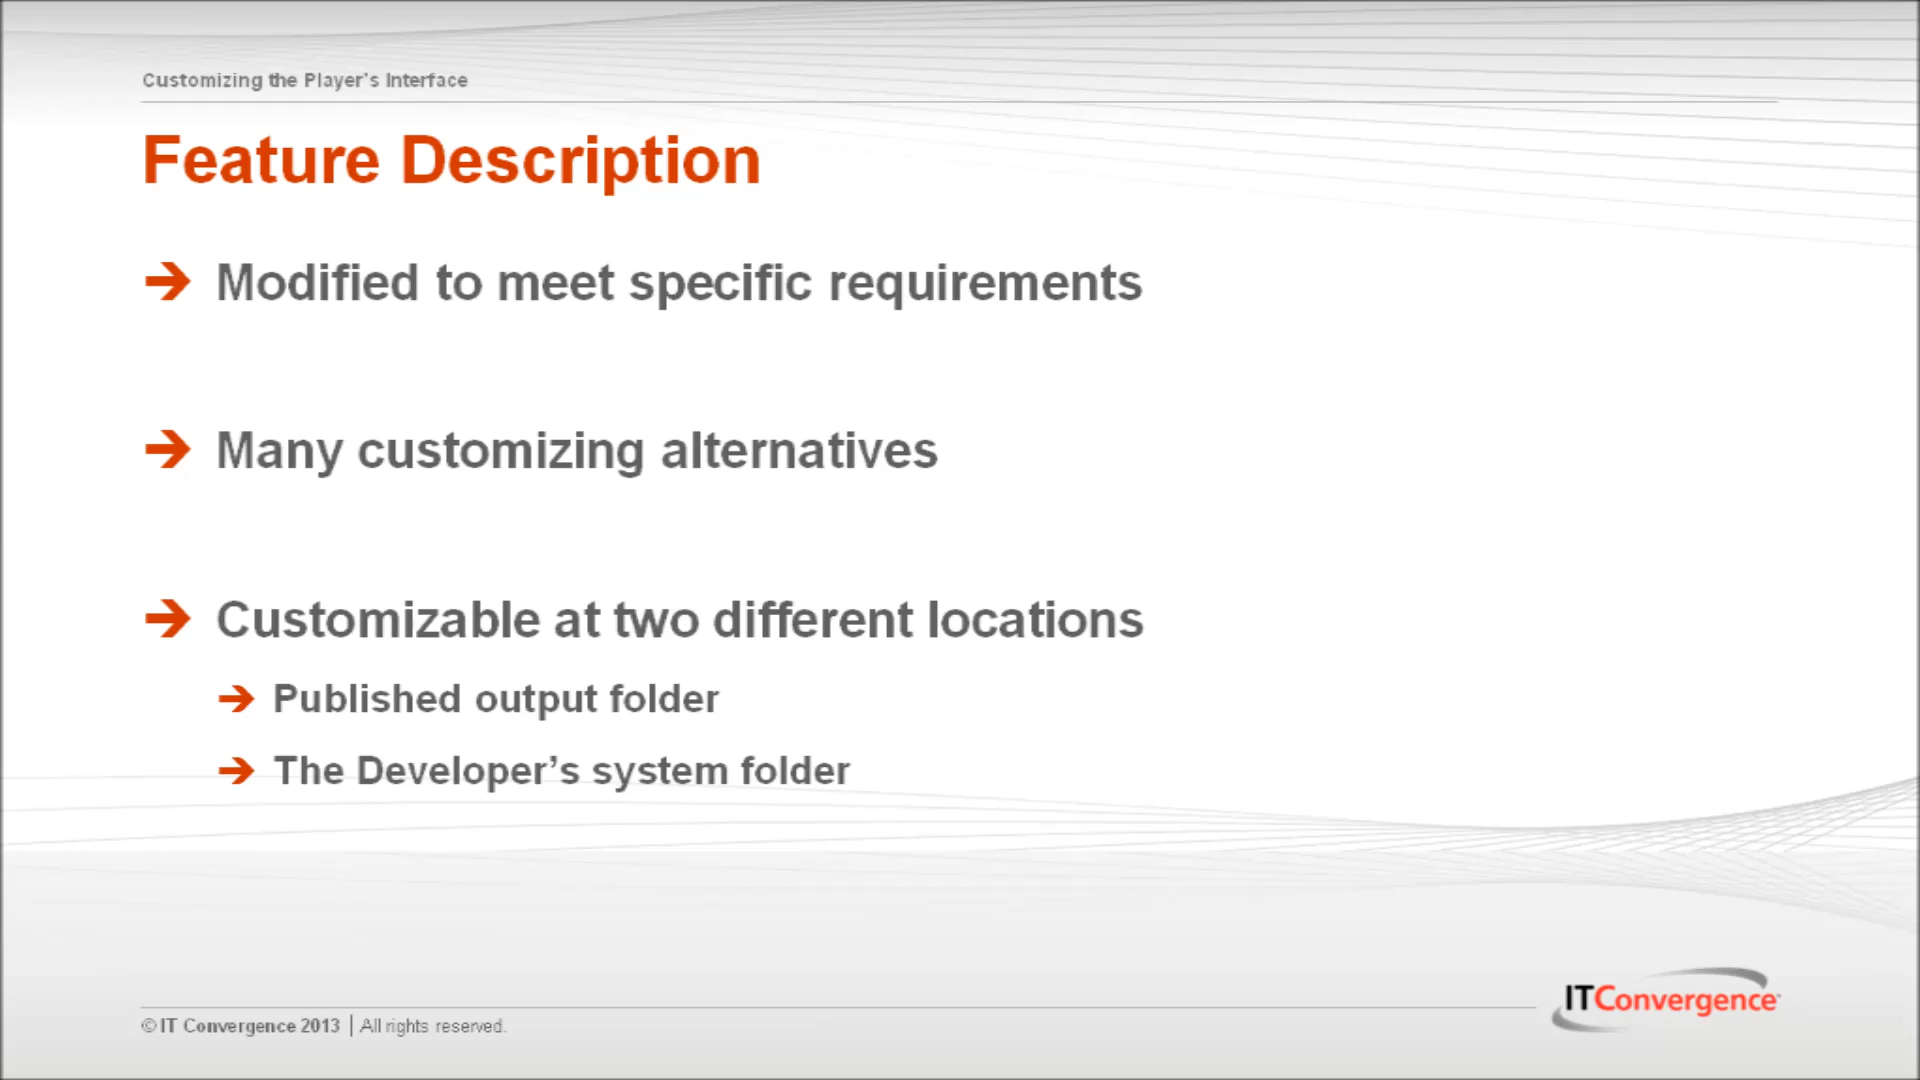 Customizing the Player's Interface
Feature Description
Modified to meet specific requirements
Many customizing alternatives
Customizable at two different locations
Published output folder
The Developer’s system folder
© IT Convergence 2013 | All rights reserved.
ITConvergence